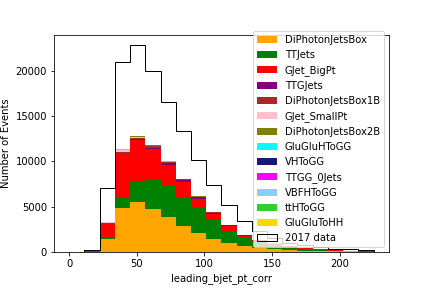 DiPhotonJetsBox
TTJets
GJet_BigPt
TTGJets
DiPhotonJetsBox1B
GJet_SmallPt
DiPhotonJetsBox2B
GluGluHToGG
VHToGG
TTGG_0Jets
VBFHToGG
ttHToGG
GluGluToHH
2017 data
Number of Events
20000
15000
10000
5000
0
0 50 100 150 200
leading_bjet_pt_corr